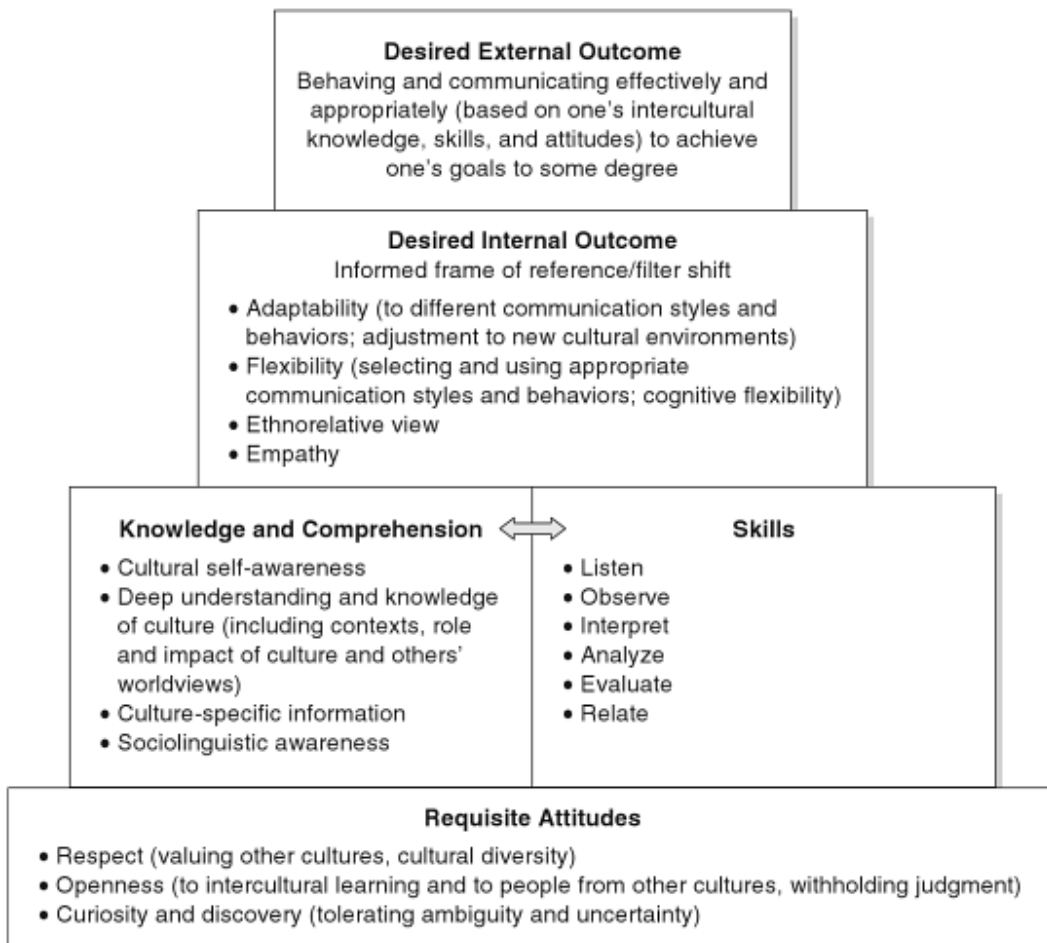 Desired External Outcome
Behaving and communicating effectively and
appropriately (based on one's intercultural
knowledge, skills, and attitudes) to achieve
one's goals to some degree
Desired Internal Outcome
Informed frame of reference/filter shift
• Adaptability (to different communication styles and
behaviors; adjustment to new cultural environments)
• Flexibility (selecting and using appropriate
communication styles and behaviors; cognitive flexibility)
• Ethnorelative view
• Empathy
Knowledge and Comprehension
• Cultural self-awareness
• Deep understanding and knowledge
of culture (including contexts, role
and impact of culture and others'
worldviews)
• Culture-specific information
• Sociolinguistic awareness
Skills
• Listen
• Observe
• Interpret
• Analyze
• Evaluate
• Relate
Requisite Attitudes
• Respect (valuing other cultures, cultural diversity)
• Openness (to intercultural learning and to people from other cultures, withholding judgment)
• Curiosity and discovery (tolerating ambiguity and uncertainty)